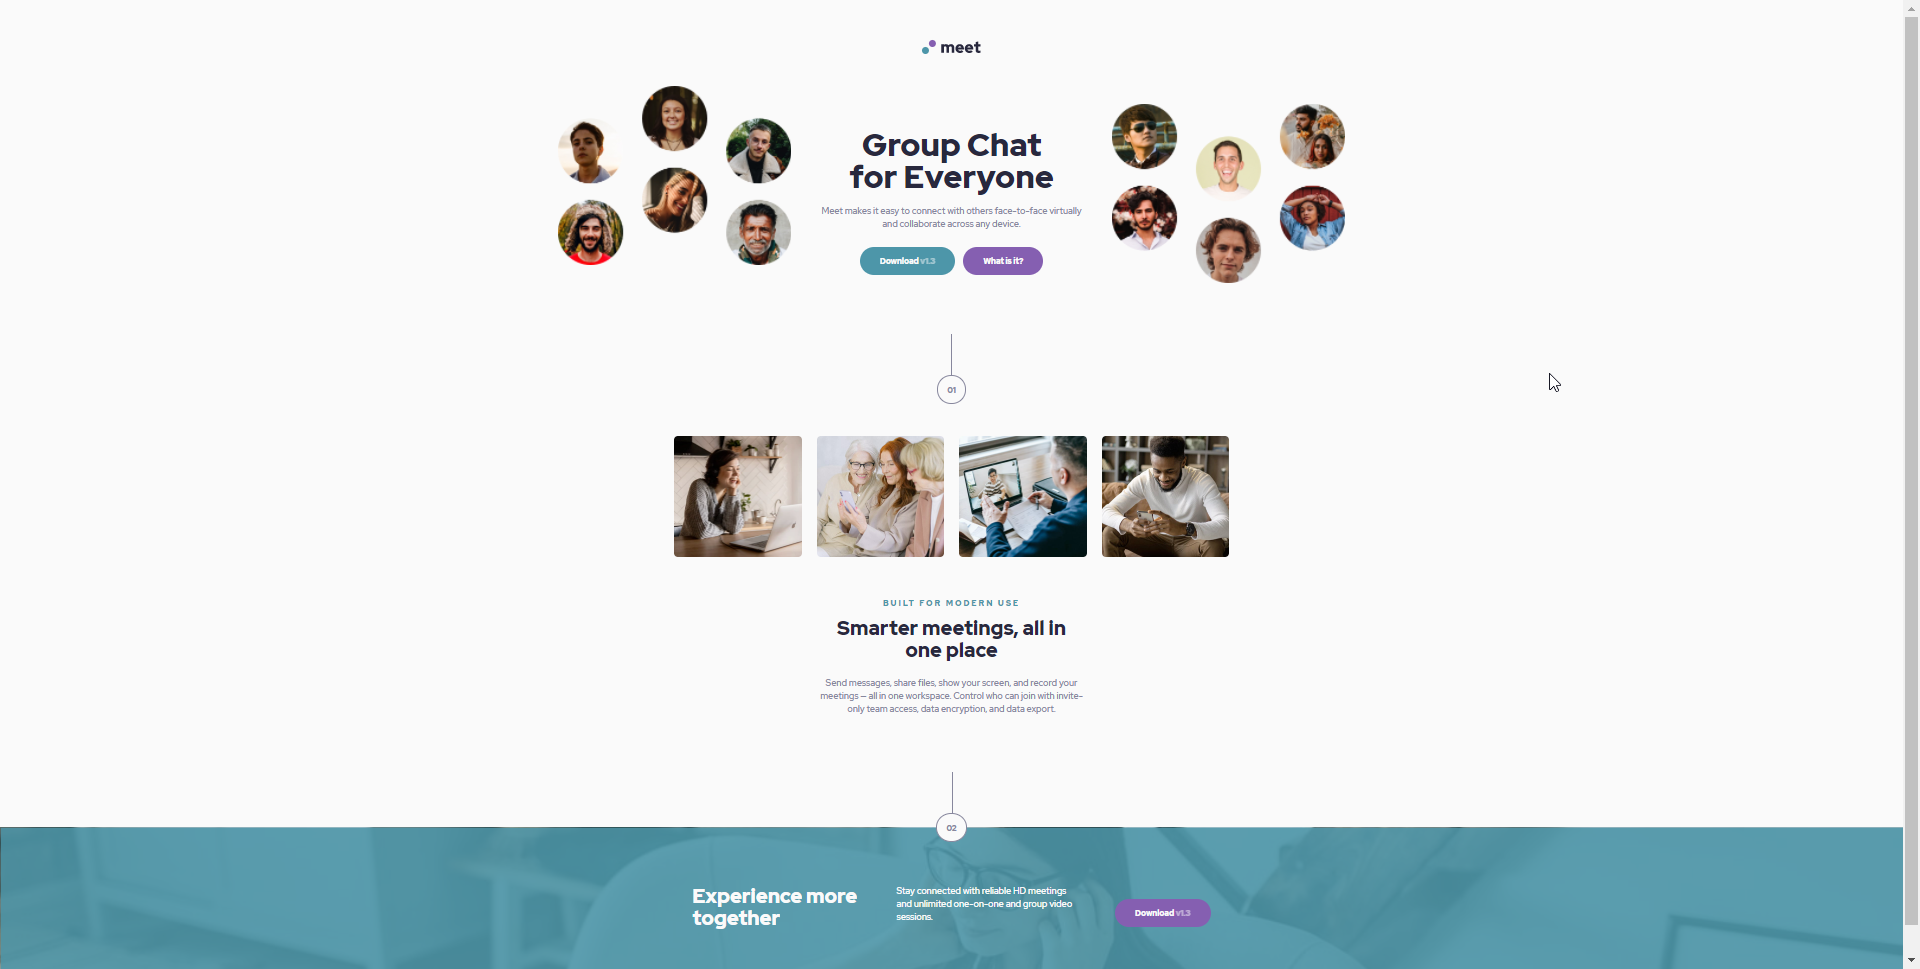 meet
Group Chat
for Everyone
Meet makes it easy to connect with others face-to-face virtually
and collaborate across any device.
Download v1.3
What is it?
01
BUILT FOR MODERN USE
Smarter meetings, all in
one place
Send messages, share files, show your screen, and record your
meetings — all in one workspace. Control who can join with invite-
only team access, data encryption, and data export.
02
Experience more
together
Stay connected with reliable HD meetings
and unlimited one-on-one and group video
sessions.
Download v1.3